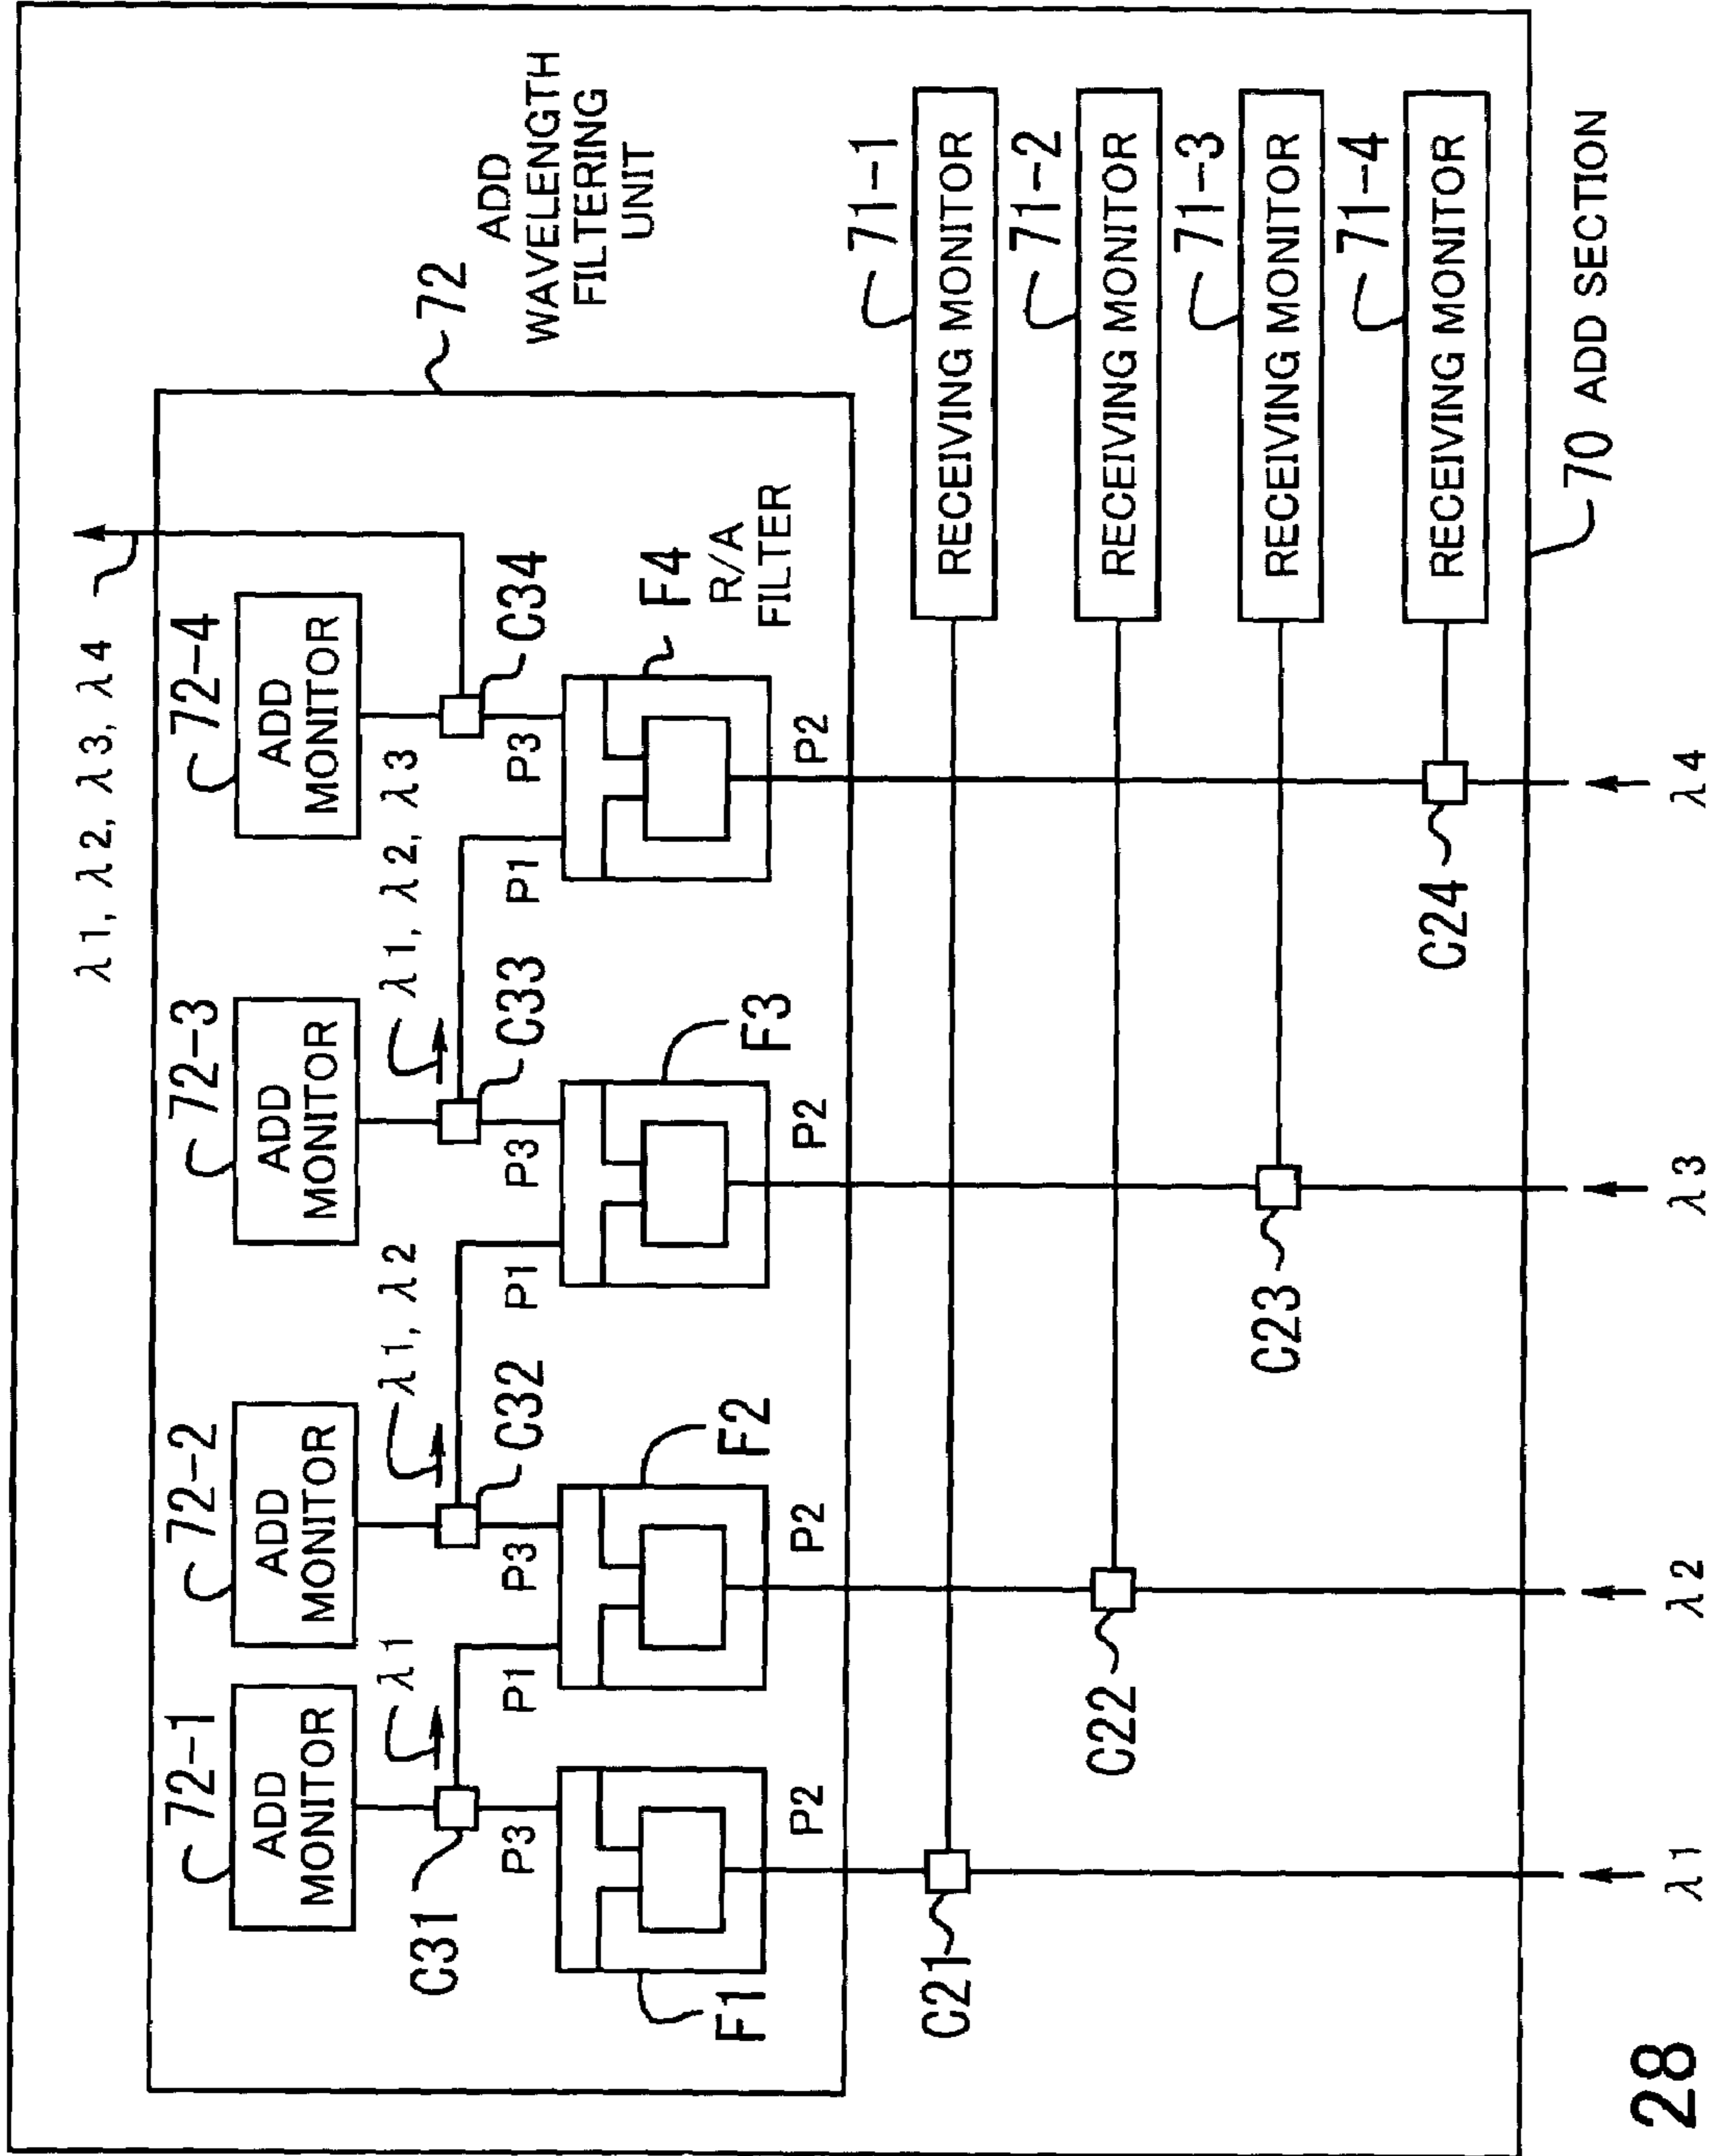 λ1, λ2, λ3, λ4
72-1
ADD
MONITOR
72-2
ADD
MONITOR
72-3
ADD
MONITOR
72-4
ADD
MONITOR
72
ADD
WAVELENGTH
FILTERING
UNIT
λ1
λ1, λ2
λ1, λ2, λ3
C31
C32
C33
C34
P3
P1
P3
P1
P3
P1
P3
F1
F2
F3
F4
R/A
FILTER
P2
P2
P2
P2
71-1
RECEIVING MONITOR
71-2
RECEIVING MONITOR
71-3
RECEIVING MONITOR
71-4
RECEIVING MONITOR
C21
C22
C23
C24
70 ADD SECTION
λ1
λ2
λ3
λ4
28